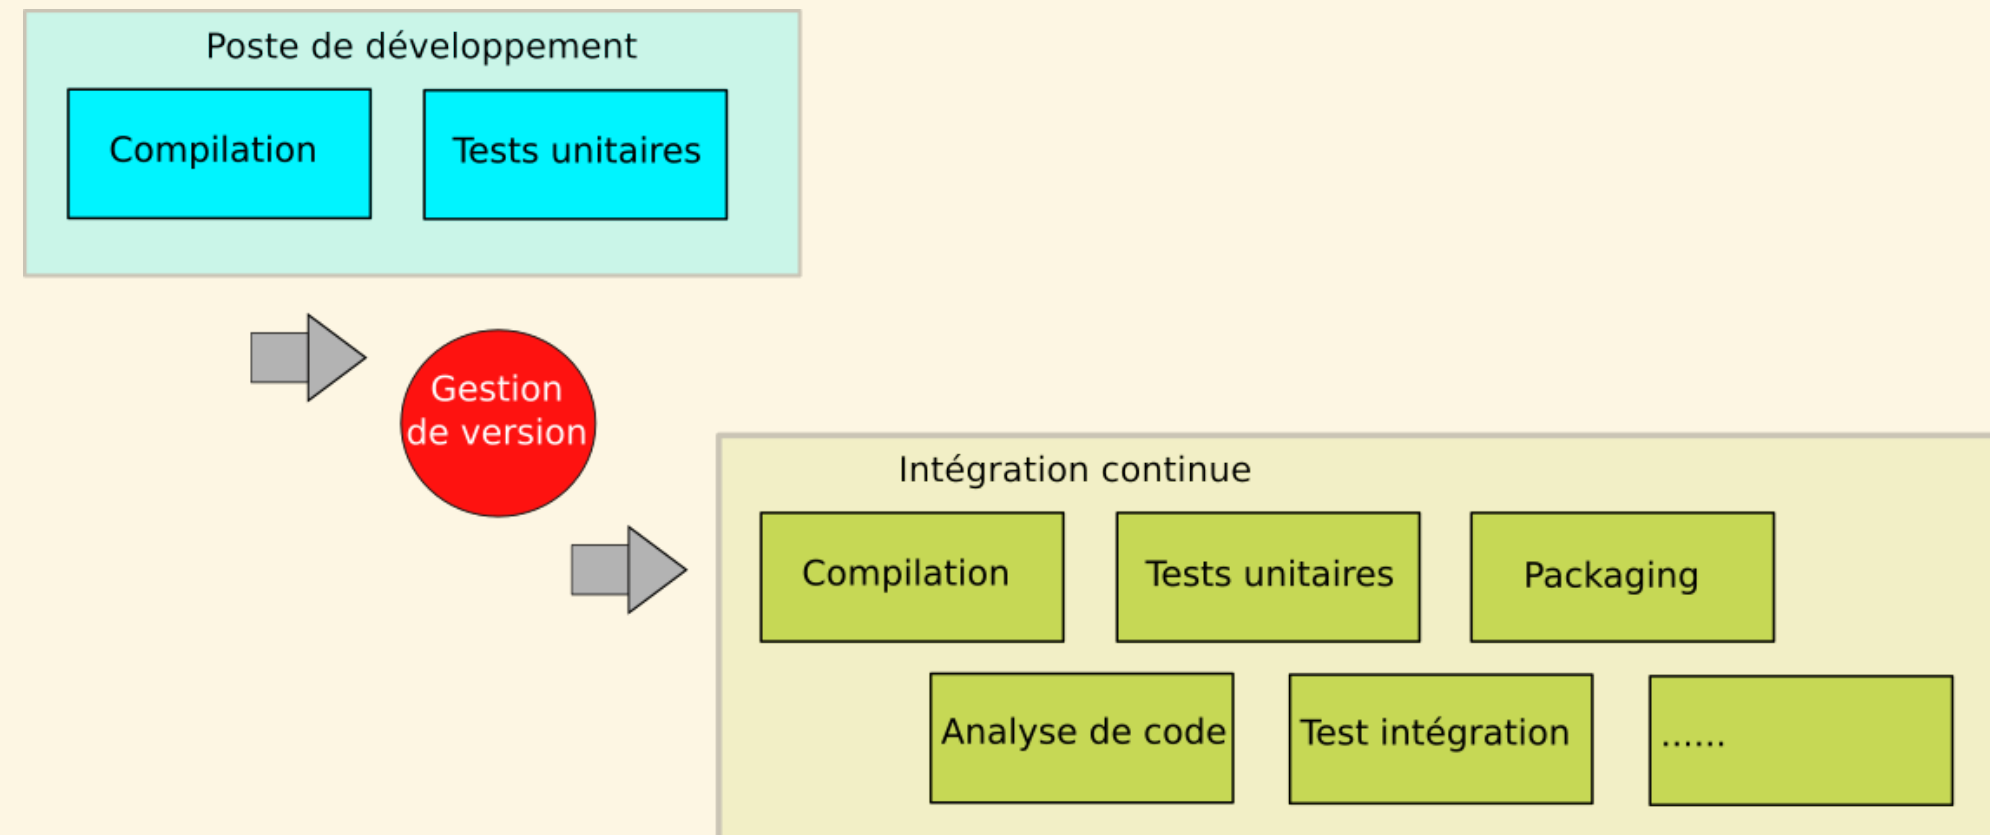 Poste de développement
Compilation
Tests unitaires
Gestion
de version
Intégration continue
Compilation
Tests unitaires
Packaging
Analyse de code
Test intégration
......